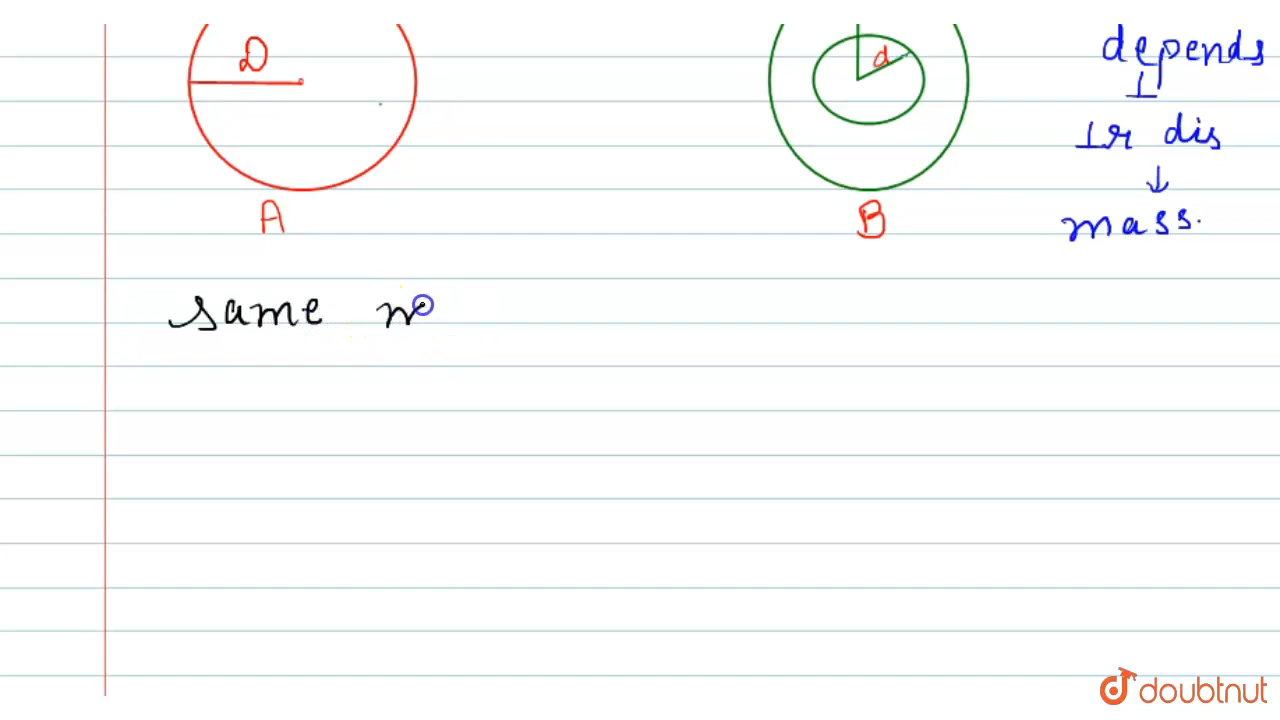 D
d
depends
⊥
⊥r dis
↓
mass.
A
B
same m
doubtnut